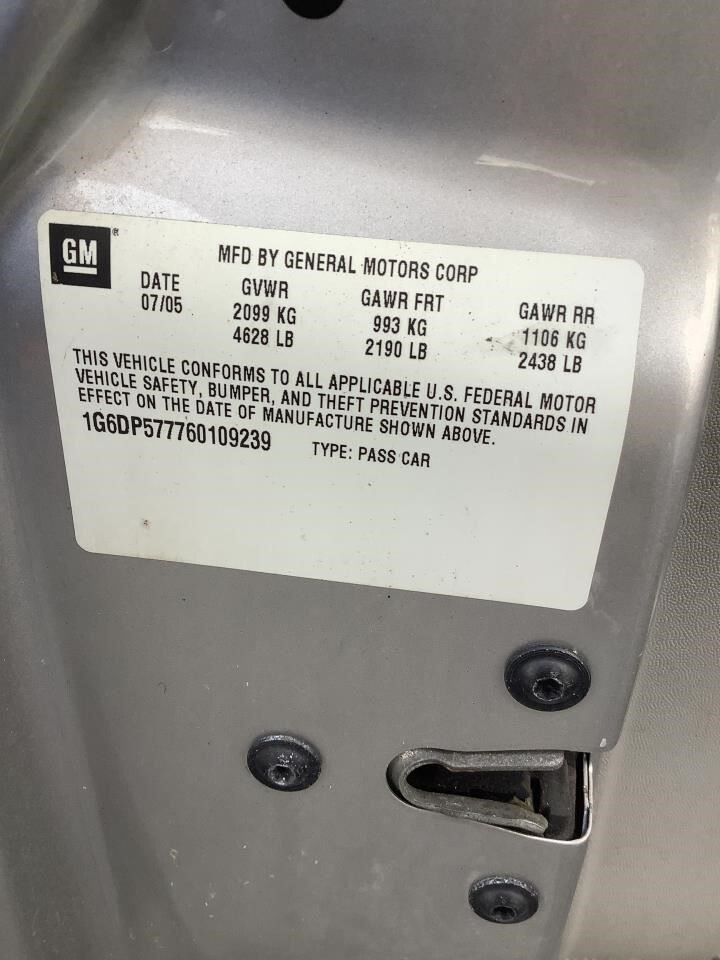 GM®
MFD BY GENERAL MOTORS CORP
DATE GVWR GAWR FRT GAWR RR
07/05 2099 KG 993 KG 1106 KG
4628 LB 2190 LB 2438 LB
THIS VEHICLE CONFORMS TO ALL APPLICABLE U.S. FEDERAL MOTOR
VEHICLE SAFETY, BUMPER, AND THEFT PREVENTION STANDARDS IN
EFFECT ON THE DATE OF MANUFACTURE SHOWN ABOVE.
1G6DP577760109239 TYPE: PASS CAR